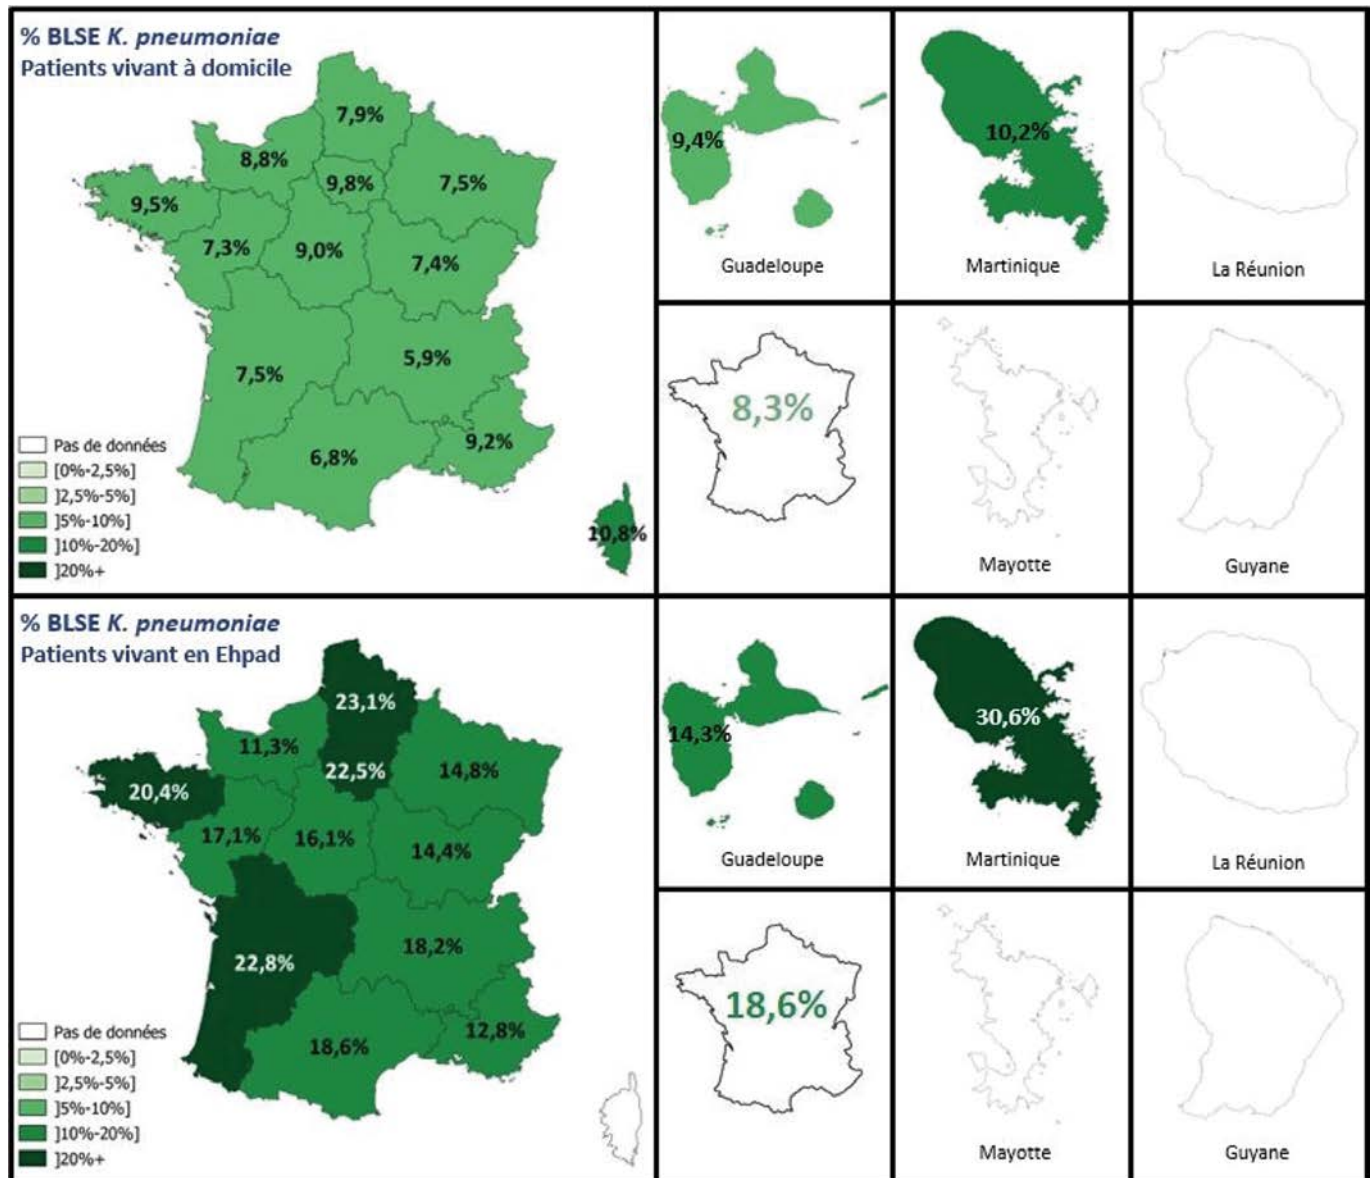 % BLSE K. pneumoniae
Patients vivant à domicile
7,9%
8,8%
9,8%
7,5%
9,5%
7,3%
9,0%
7,4%
5,9%
7,5%
9,2%
6,8%
10,8%
Pas de données
[0%-2,5%]
]2,5%-5%]
]5%-10%]
]10%-20%]
]20%+
9,4%
Guadeloupe
10,2%
Martinique
La Réunion
8,3%
Mayotte
Guyane
% BLSE K. pneumoniae
Patients vivant en Ehpad
23,1%
11,3%
22,5%
14,8%
20,4%
17,1%
16,1%
14,4%
18,2%
22,8%
12,8%
18,6%
Pas de données
[0%-2,5%]
]2,5%-5%]
]5%-10%]
]10%-20%]
]20%+
14,3%
Guadeloupe
30,6%
Martinique
La Réunion
18,6%
Mayotte
Guyane